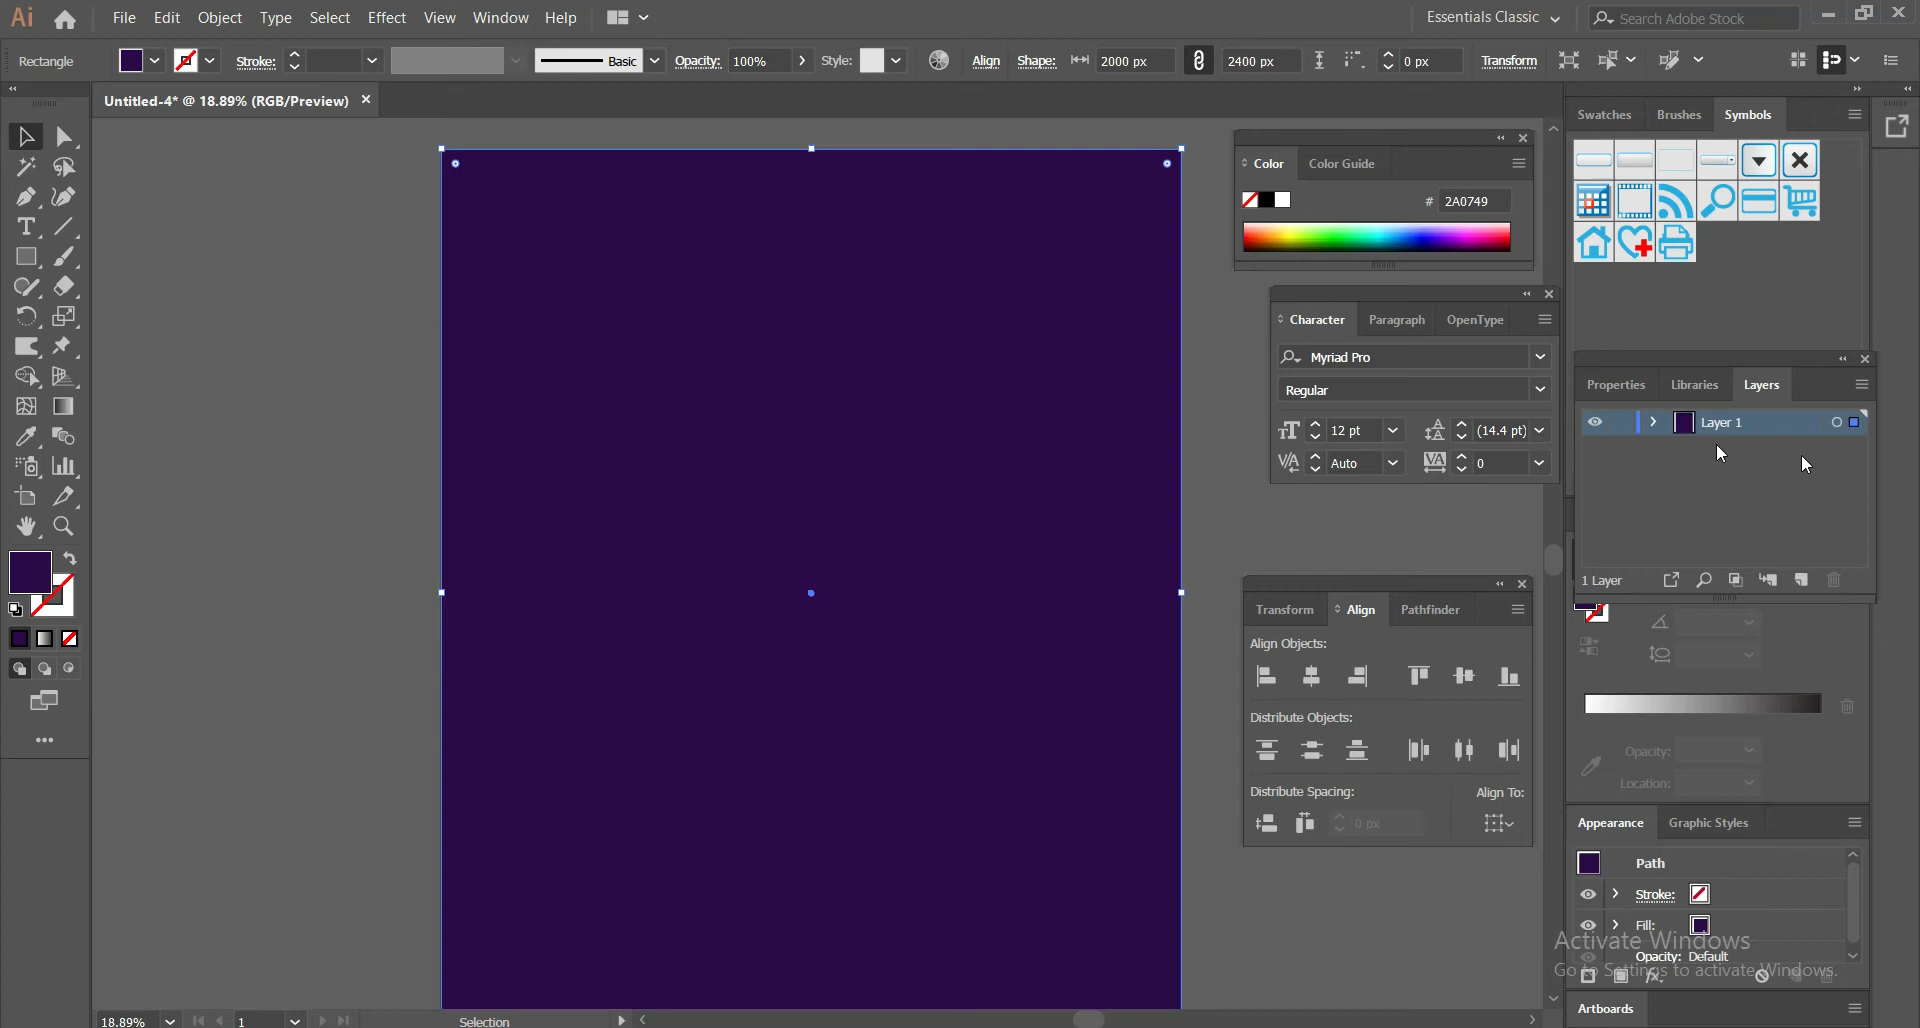 Ai File Edit Object Type Select Effect View Window Help Essentials Classic Search Adobe Stock
Rectangle Stroke: Basic Opacity: 100% Style: Align Shape: 2000 px 2400 px 0 px Transform
Untitled-4* @ 18.89% (RGB/Preview)
Swatches Brushes Symbols
Color Color Guide
# 2A0749
Character Paragraph OpenType
Myriad Pro
Regular
12 pt (14.4 pt)
Auto 0
Properties Libraries Layers
Layer 1
1 Layer
Transform Align Pathfinder
Align Objects:
Distribute Objects:
Distribute Spacing: Align To:
0 px
Opacity:
Location:
Appearance Graphic Styles
Path
Stroke:
Fill:
Opacity: Default
Activate Windows
Go to Settings to activate Windows.
Artboards
18.89% 1 Selection